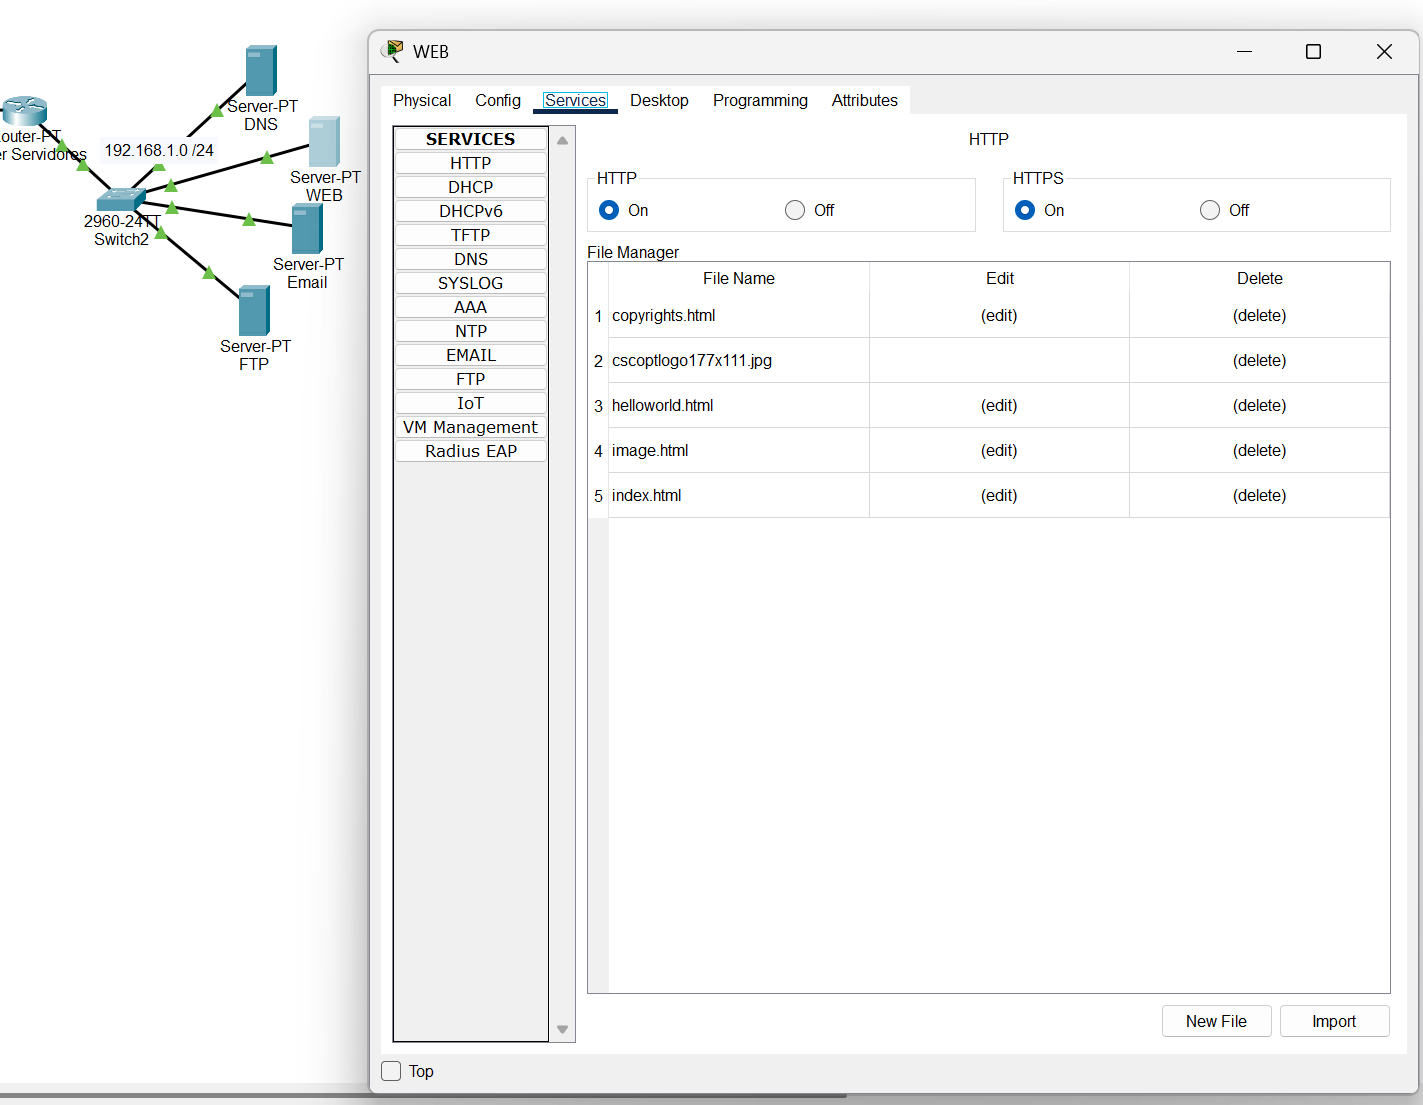 Server-PT
DNS
outer-PT
r Servidores
192.168.1.0 /24
Server-PT
WEB
2960-24TT
Switch2
Server-PT
Email
Server-PT
FTP
WEB
Physical Config Services Desktop Programming Attributes
SERVICES
HTTP
DHCP
DHCPv6
TFTP
DNS
SYSLOG
AAA
NTP
EMAIL
FTP
IoT
VM Management
Radius EAP
HTTP
HTTP
On Off
HTTPS
On Off
File Manager
File Name Edit Delete
1 copyrights.html (edit) (delete)
2 cscoptlogo177x111.jpg (delete)
3 helloworld.html (edit) (delete)
4 image.html (edit) (delete)
5 index.html (edit) (delete)
New File Import
Top